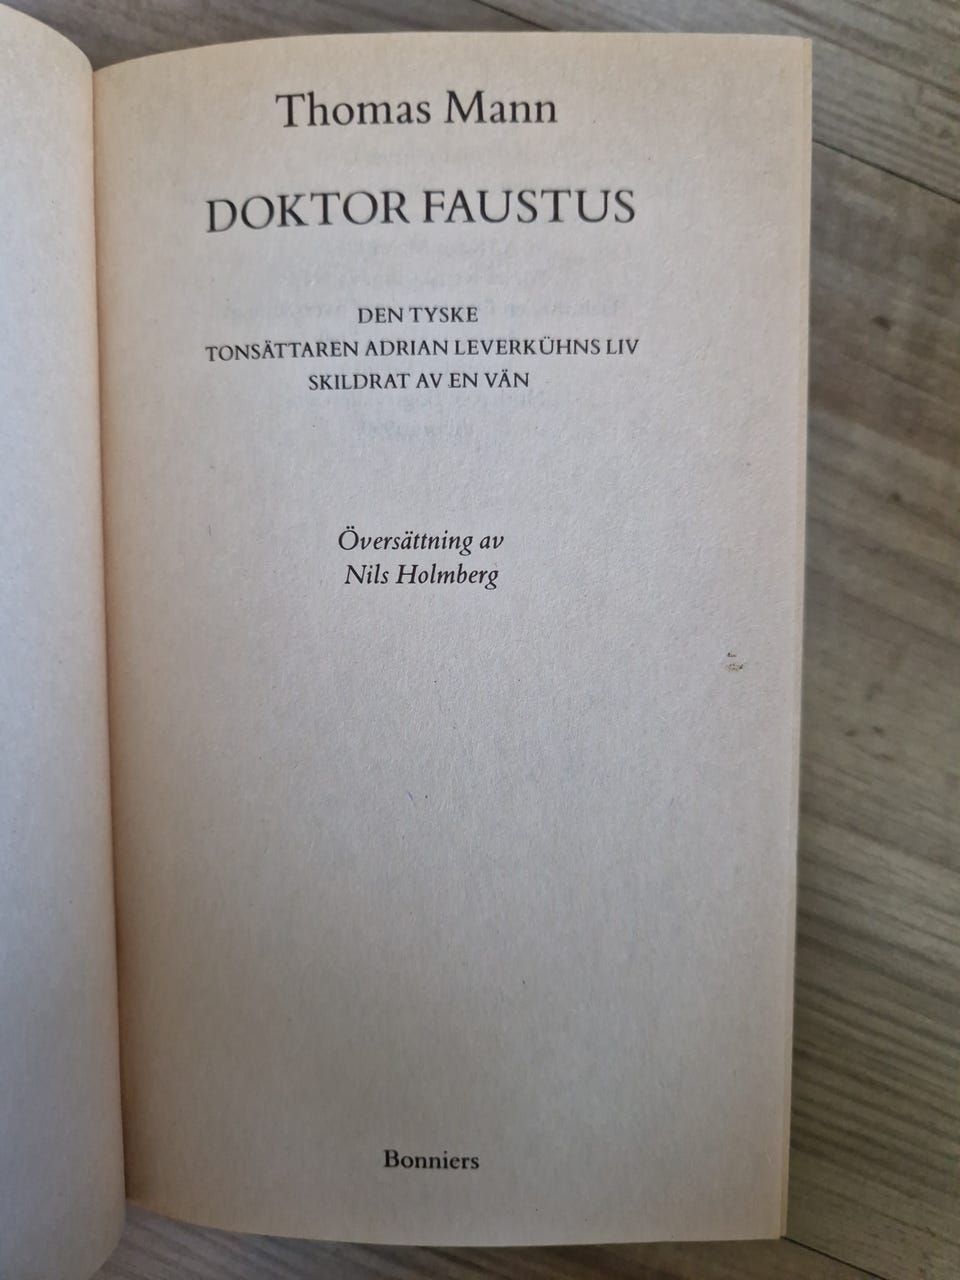 Thomas Mann
DOKTOR FAUSTUS
DEN TYSKE
TONSÄTTAREN ADRIAN LEVERKÜHNS LIV
SKILDRAT AV EN VÄN
Översättning av
Nils Holmberg
Bonniers